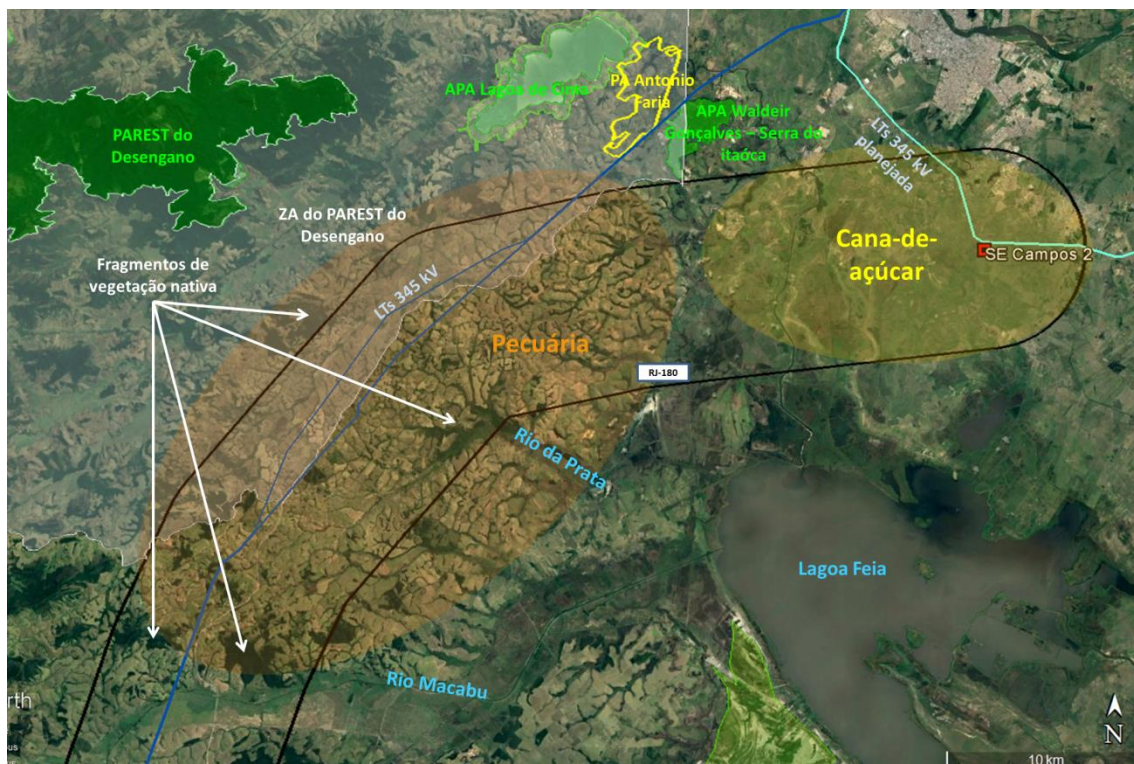 APA Lagoa de Cima
PA Antonio
Faria
PAREST do
Desengano
APA Waldeir
Gonçalves – Serra do
itaóca
LTs 345 kV
planejada
ZA do PAREST do
Desengano
Cana-de-
açúcar
SE Campos 2
Fragmentos de
vegetação nativa
LTs 345 kV
Pecuária
RJ-180
Rio da Prata
Lagoa Feia
Rio Macabu
rth
N
10 km